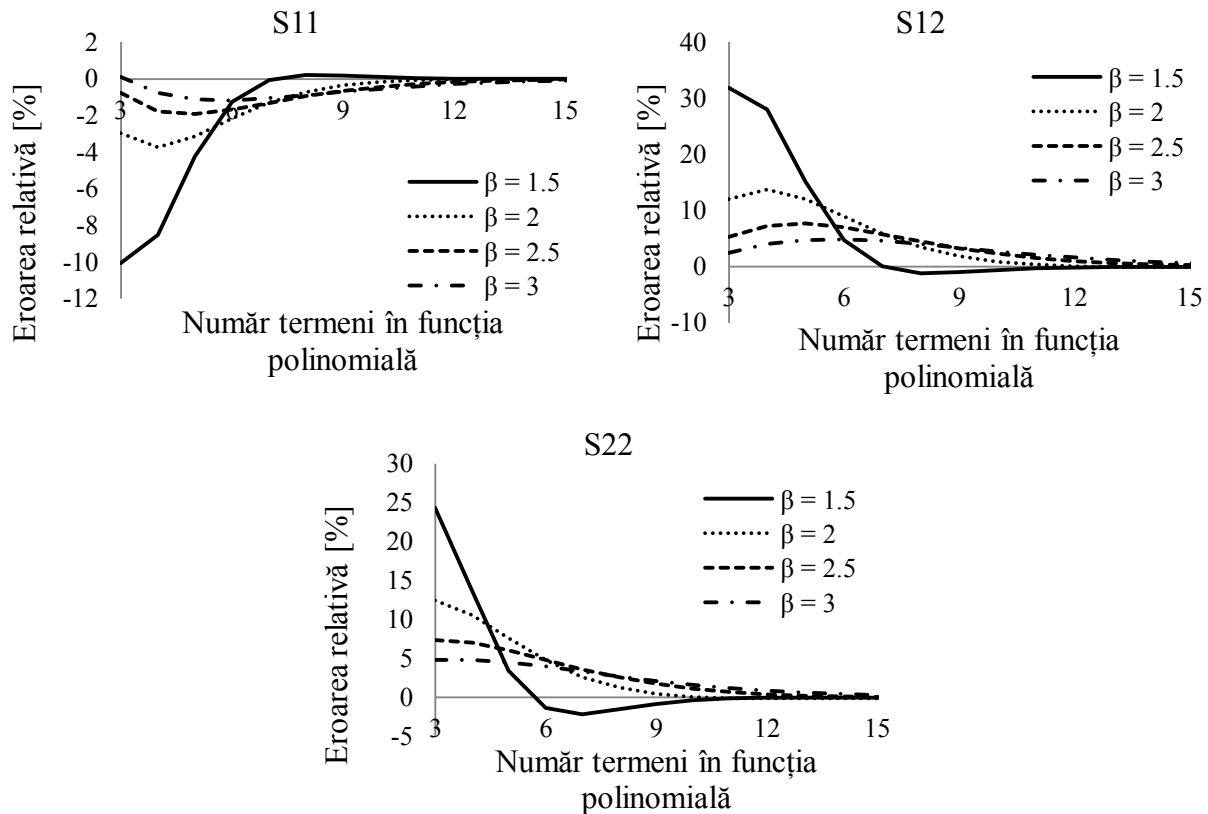 S11
Eroarea relativă [%]
2
0
-2
-4
-6
-8
-10
-12
3
6
9
12
15
β = 1.5
β = 2
β = 2.5
β = 3
Număr termeni în funcția
polinomială
S12
Eroarea relativă [%]
40
30
20
10
0
-10
3
6
9
12
15
β = 1.5
β = 2
β = 2.5
β = 3
Număr termeni în funcția
polinomială
S22
Eroarea relativă [%]
30
25
20
15
10
5
0
-5
3
6
9
12
15
β = 1.5
β = 2
β = 2.5
β = 3
Număr termeni în funcția
polinomială